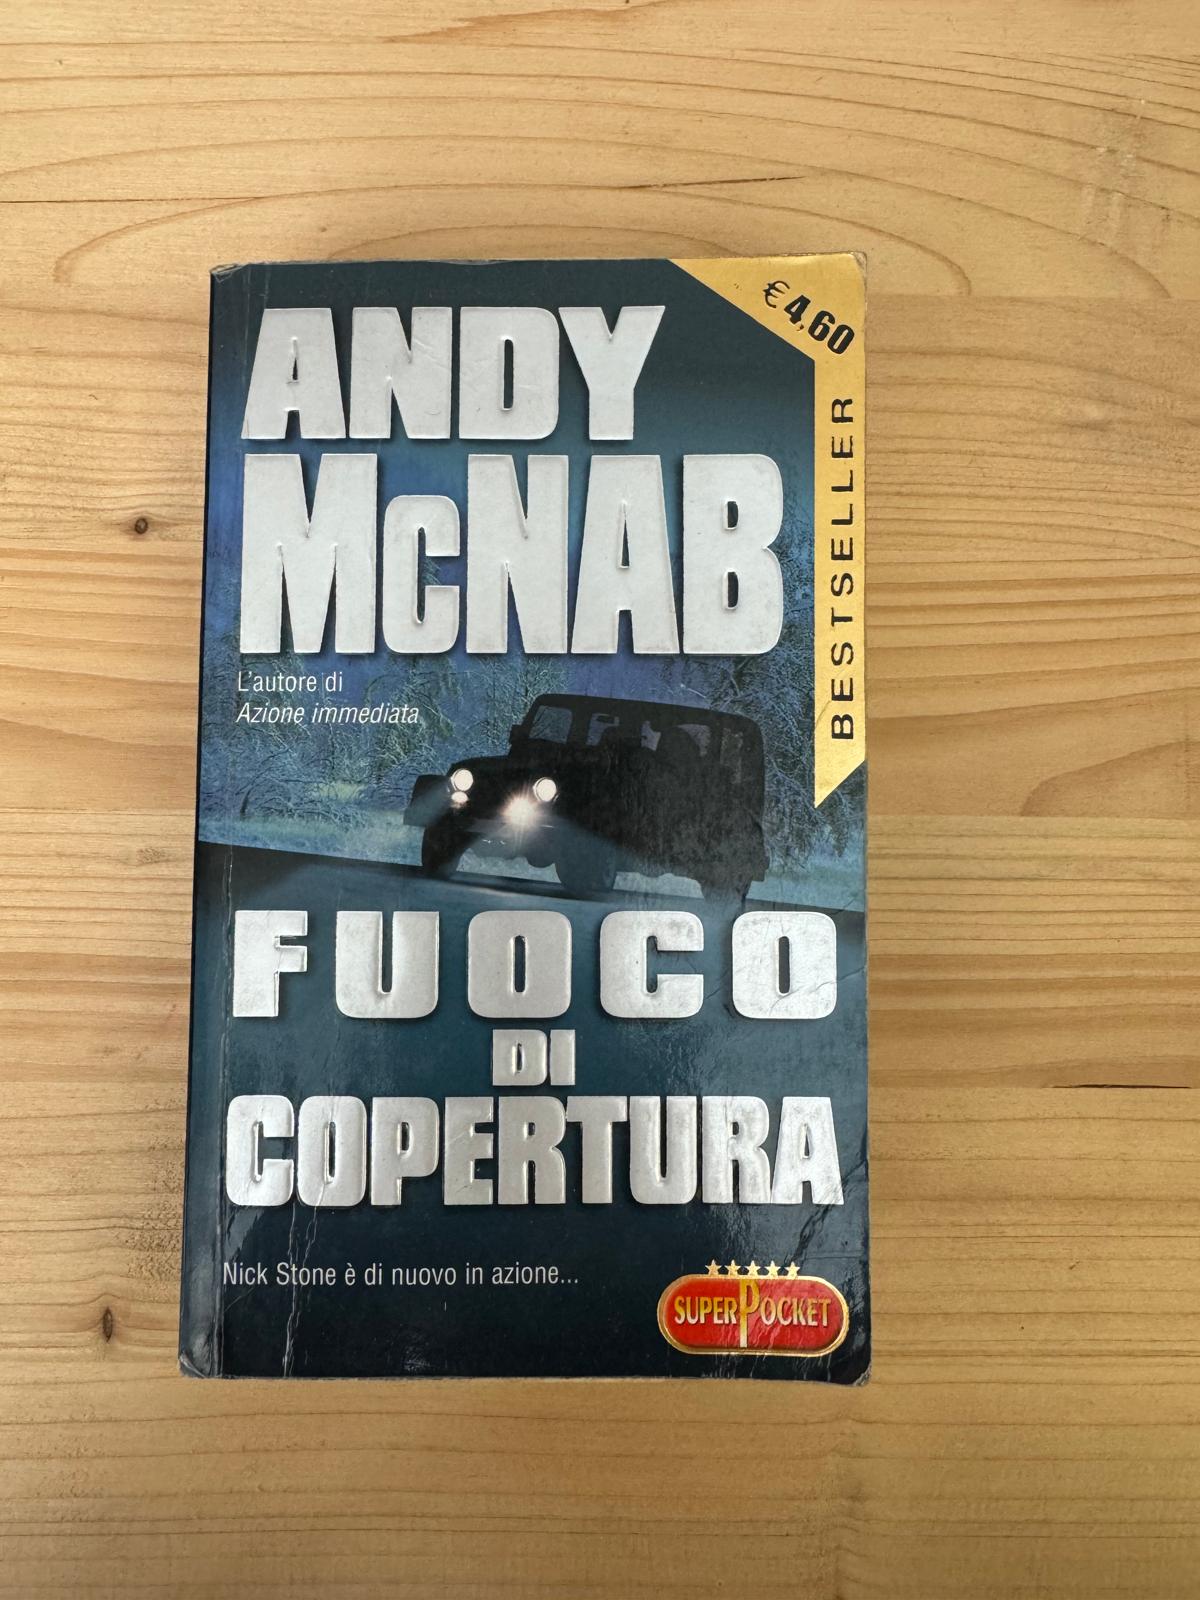 €4,60
BESTSELLER
ANDY
McNAB
L'autore di
Azione immediata
FUOCO
DI
COPERTURA
Nick Stone è di nuovo in azione...
SUPERPOCKET